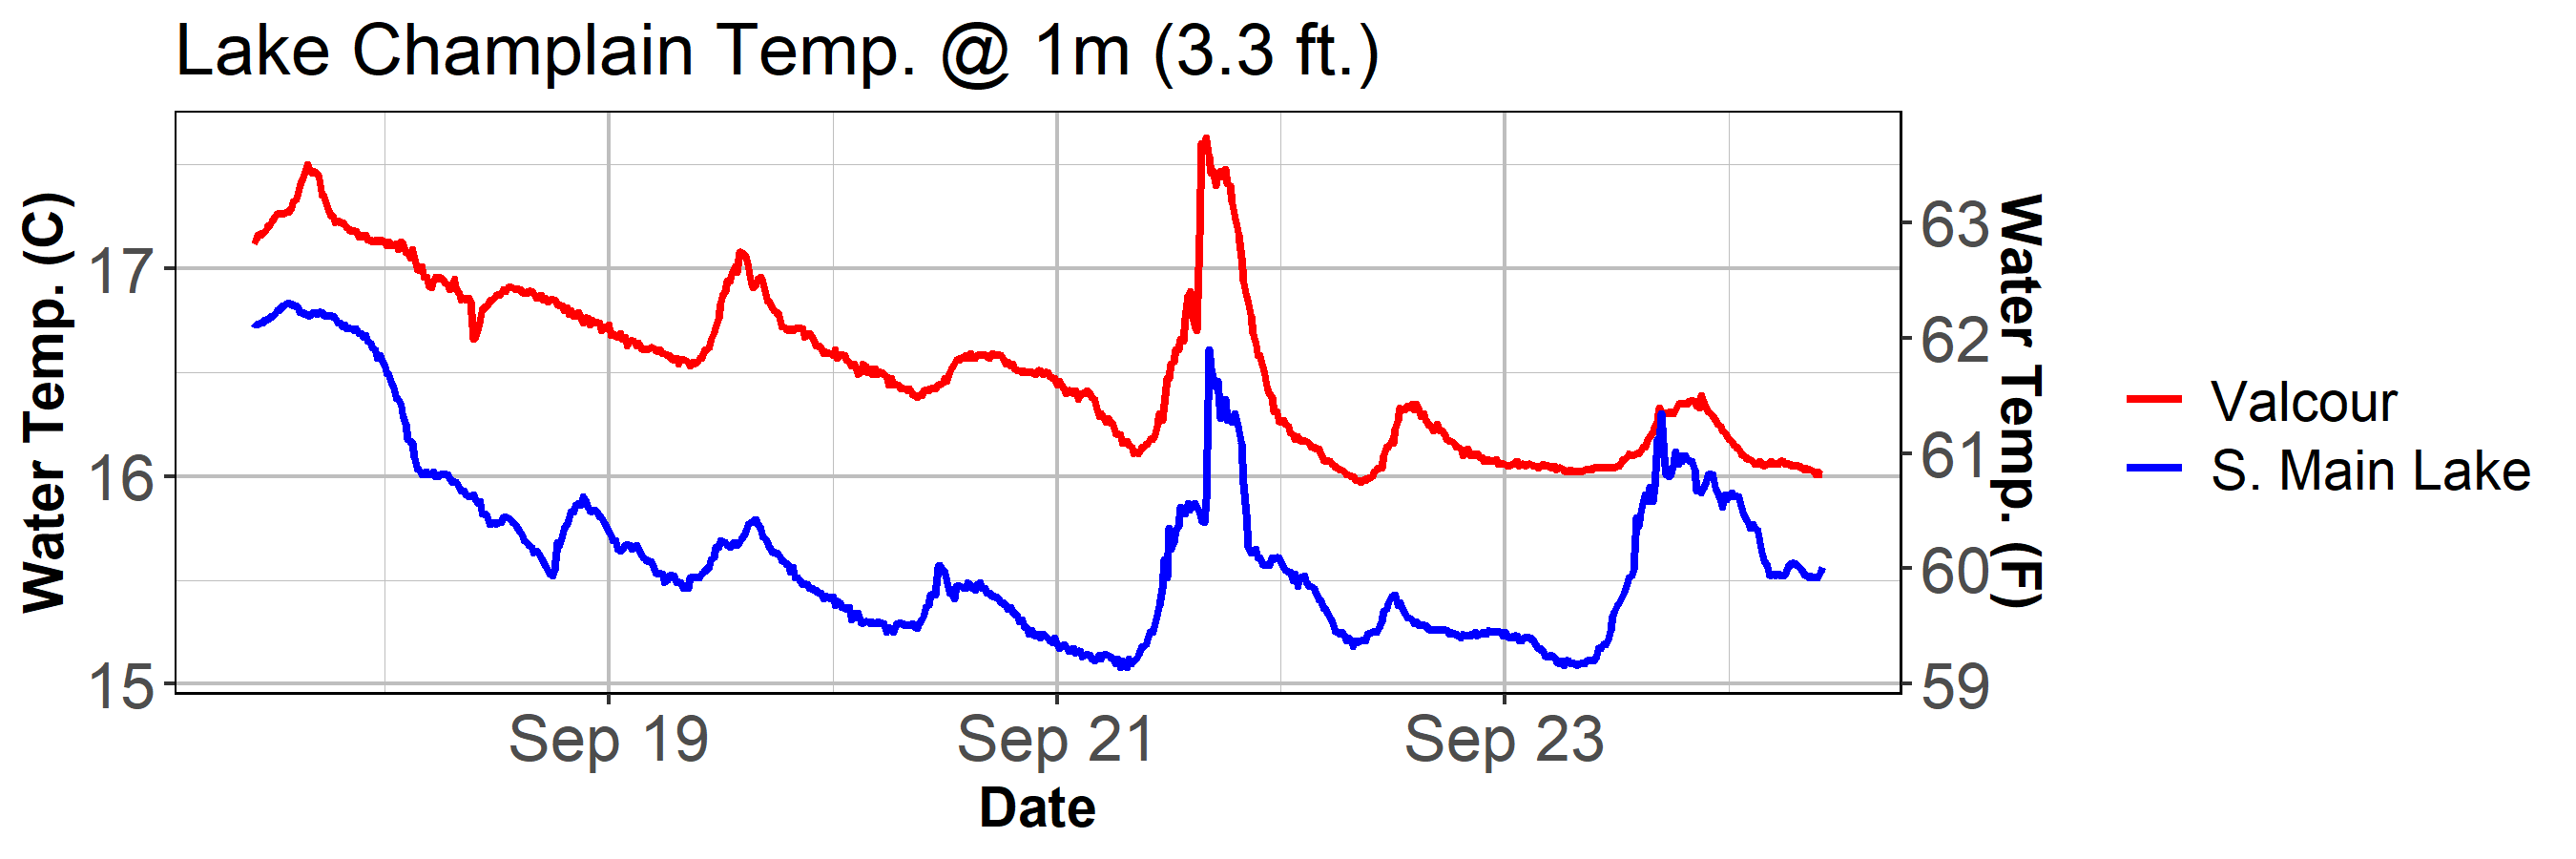 Lake Champlain Temp. @ 1m (3.3 ft.)
Water Temp. (C)
17
16
15
63
62
61
60
59
Water Temp. (F)
Sep 19
Sep 21
Sep 23
Date
Valcour
S. Main Lake